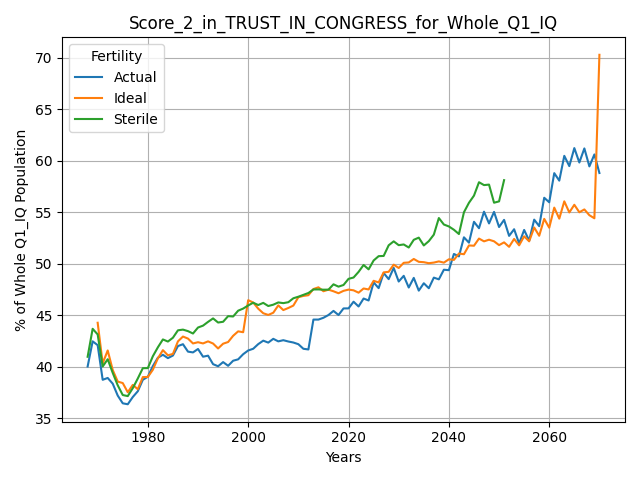 Score_2_in_TRUST_IN_CONGRESS_for_Whole_Q1_IQ
Fertility
Actual
Ideal
Sterile
% of Whole Q1_IQ Population
70
65
60
55
50
45
40
35
1980
2000
2020
2040
2060
Years